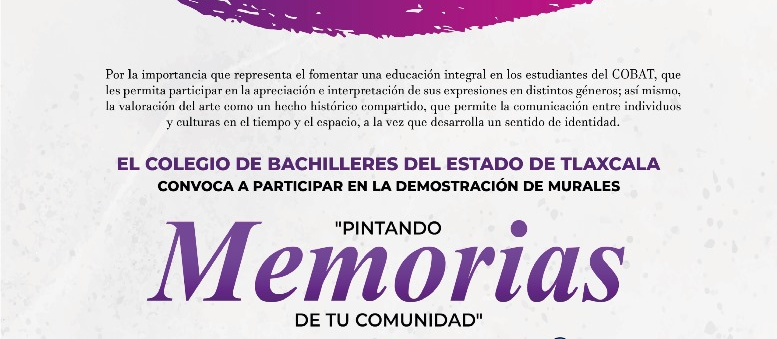 Por la importancia que representa el fomentar una educación integral en los estudiantes del COBAT, que
les permita participar en la apreciación e interpretación de sus expresiones en distintos géneros; así mismo,
la valoración del arte como un hecho histórico compartido, que permite la comunicación entre individuos
y culturas en el tiempo y el espacio, a la vez que desarrolla un sentido de identidad.
EL COLEGIO DE BACHILLERES DEL ESTADO DE TLAXCALA
CONVOCA A PARTICIPAR EN LA DEMOSTRACIÓN DE MURALES
"PINTANDO
Memorias
DE TU COMUNIDAD"